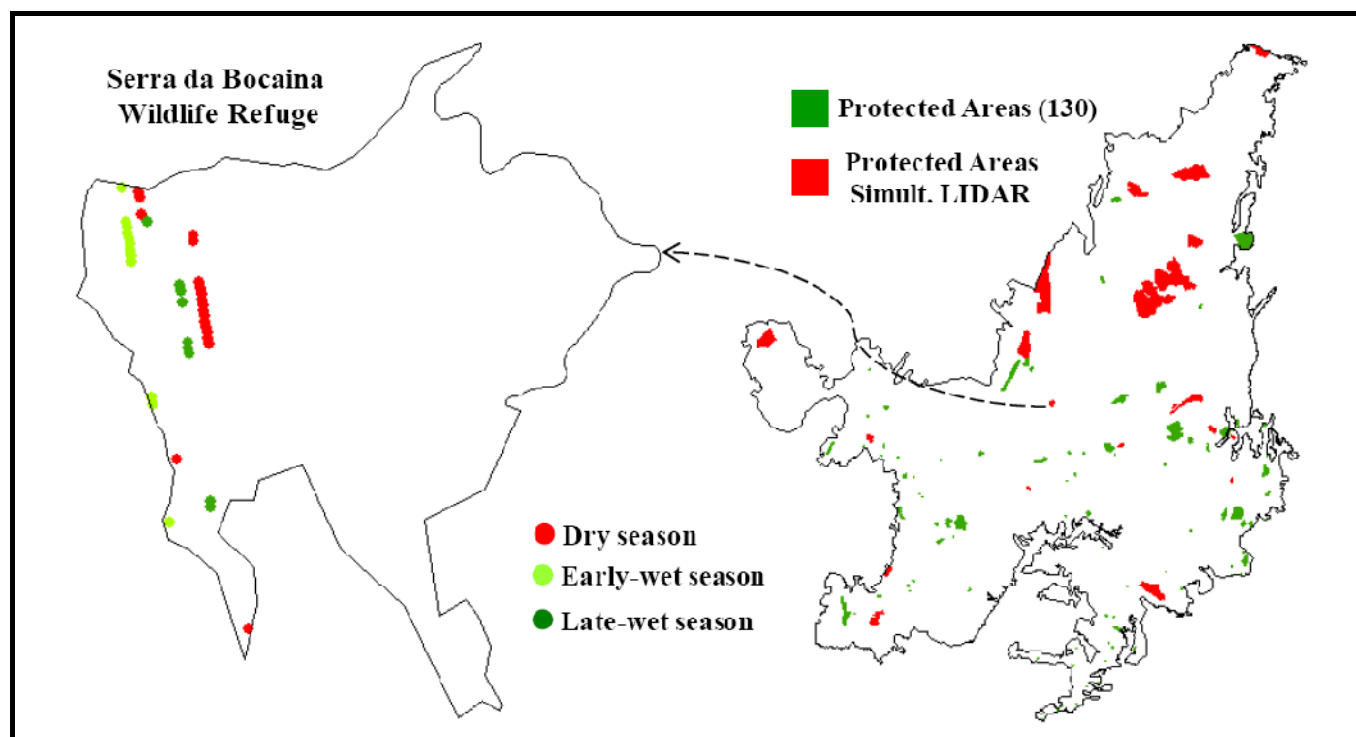 Serra da Bocaina
Wildlife Refuge
Protected Areas (130)
Protected Areas
Simult. LIDAR
Dry season
Early-wet season
Late-wet season